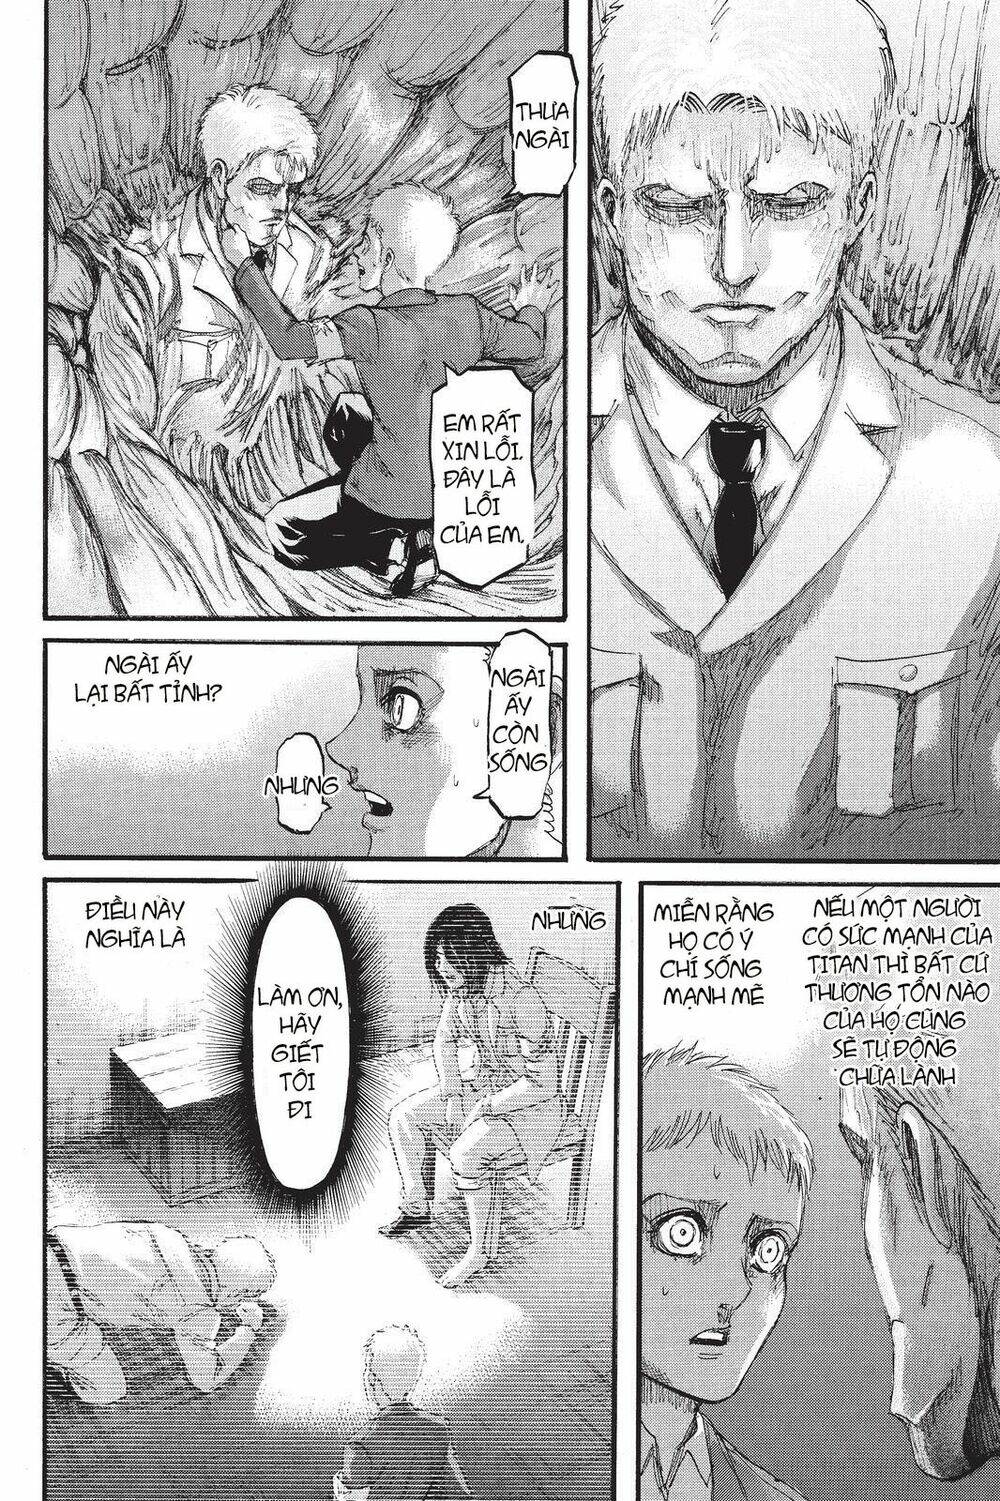 THƯA
NGÀI
EM RẤT
XIN LỖI.
ĐÂY LÀ
LỖI
CỦA EM.
NGÀI
ẤY
CÒN
SỐNG
NHƯNG
NGÀI ẤY
LẠI BẤT TỈNH?
NẾU MỘT NGƯỜI
CÓ SỨC MẠNH CỦA
TITAN THÌ BẤT CỨ
THƯƠNG TỔN NÀO
CỦA HỌ CŨNG
SẼ TỰ ĐỘNG
CHỮA LÀNH
MIỄN RẰNG
HỌ CÓ Ý
CHÍ SỐNG
MẠNH MẼ
NHƯNG
LÀM ƠN,
HÃY
GIẾT
TÔI
ĐI
ĐIỀU NÀY
NGHĨA LÀ